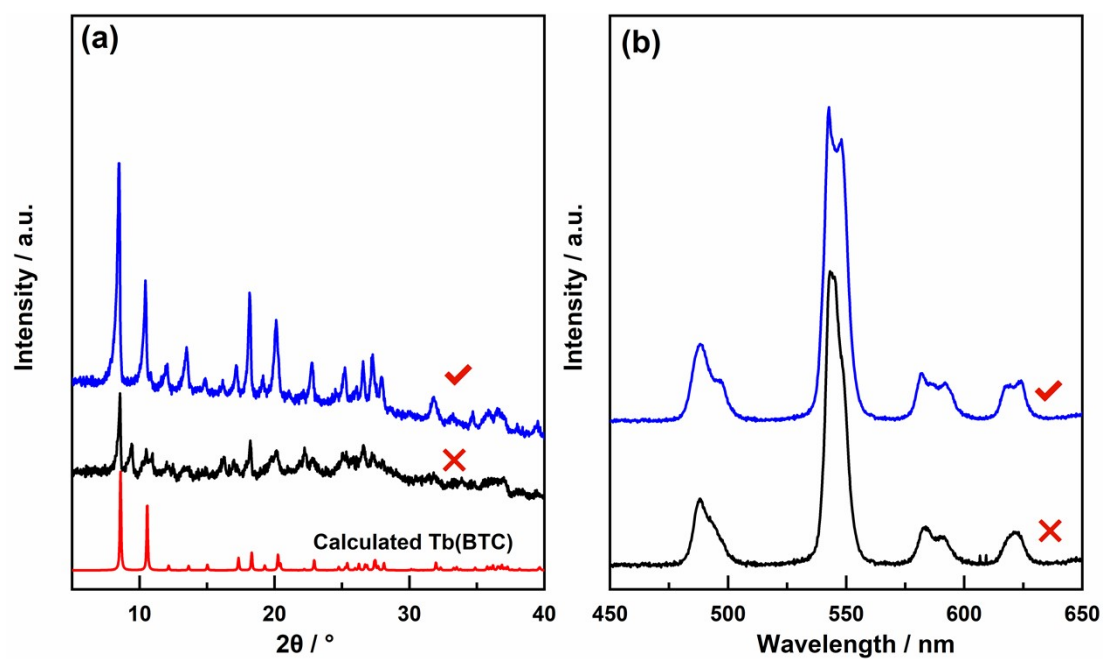 (a)
Intensity / a.u.
Calculated Tb(BTC)
10 20 30 40
2θ / °
(b)
Intensity / a.u.
450 500 550 600 650
Wavelength / nm